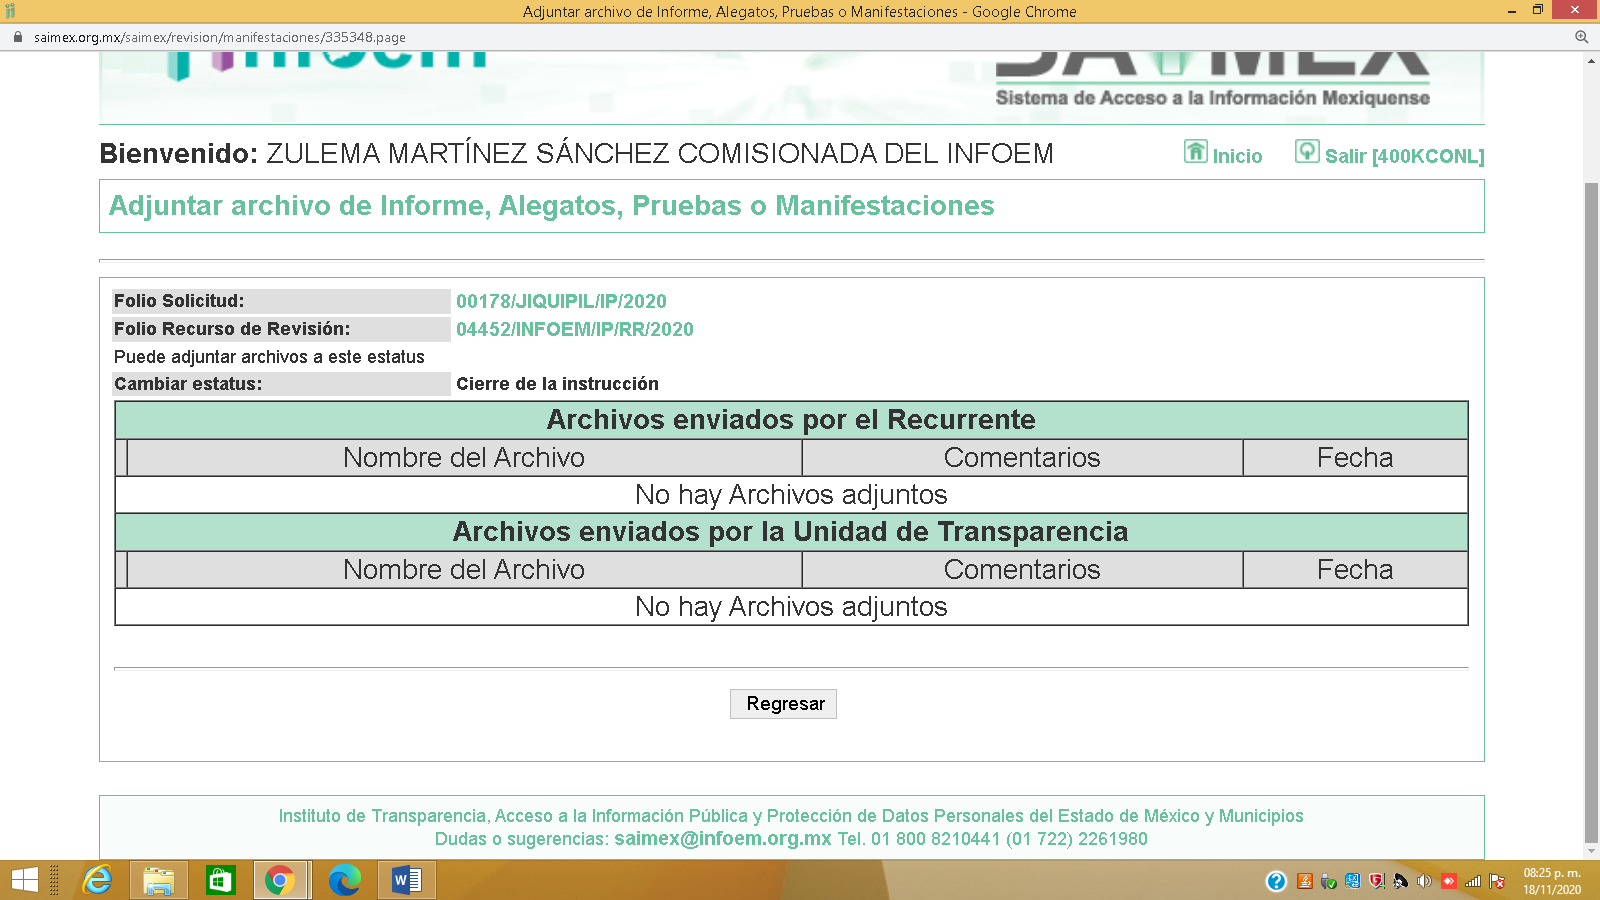 Adjuntar archivo de Informe, Alegatos, Pruebas o Manifestaciones - Google Chrome
saimex.org.mx/saimex/revision/manifestaciones/335348.page
infoem
SAIMEX
Sistema de Acceso a la Información Mexiquense
Bienvenido: ZULEMA MARTÍNEZ SÁNCHEZ COMISIONADA DEL INFOEM
Inicio
Salir [400KCONL]
Adjuntar archivo de Informe, Alegatos, Pruebas o Manifestaciones
Folio Solicitud: 00178/JIQUIPIL/IP/2020
Folio Recurso de Revisión: 04452/INFOEM/IP/RR/2020
Puede adjuntar archivos a este estatus
Cambiar estatus: Cierre de la instrucción
Archivos enviados por el Recurrente
Nombre del Archivo Comentarios Fecha
No hay Archivos adjuntos
Archivos enviados por la Unidad de Transparencia
Nombre del Archivo Comentarios Fecha
No hay Archivos adjuntos
Regresar
Instituto de Transparencia, Acceso a la Información Pública y Protección de Datos Personales del Estado de México y Municipios
Dudas o sugerencias: saimex@infoem.org.mx Tel. 01 800 8210441 (01 722) 2261980
08:25 p. m.
18/11/2020